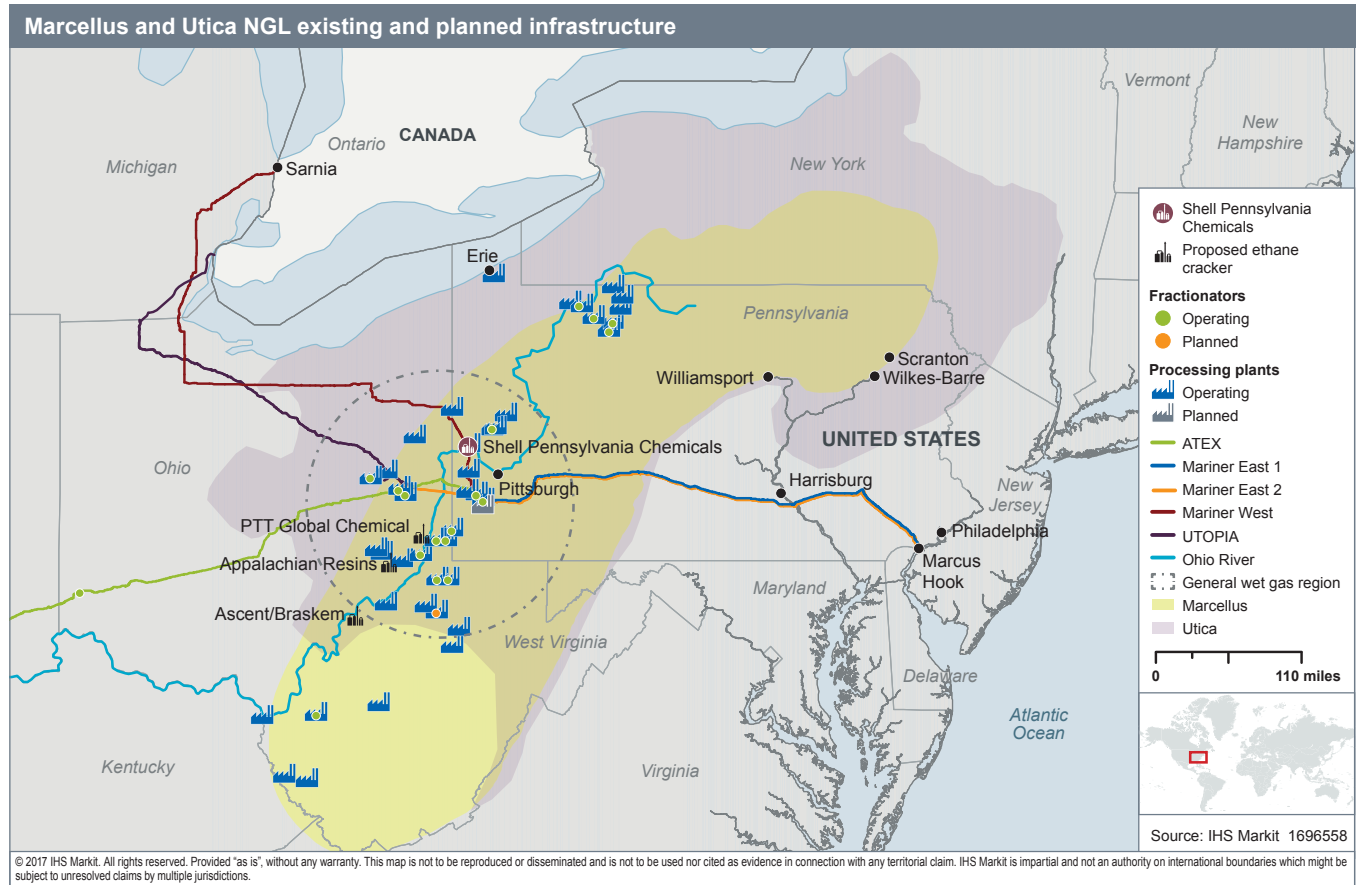 Marcellus and Utica NGL existing and planned infrastructure
Vermont
New
Hampshire
CANADA
Ontario
Michigan
Sarnia
New York
Erie
Pennsylvania
Scranton
Wilkes-Barre
Williamsport
UNITED STATES
Shell Pennsylvania Chemicals
Ohio
Pittsburgh
Harrisburg
New
Jersey
PTT Global Chemical
Philadelphia
Appalachian Resins
Marcus
Hook
Maryland
Ascent/Braskem
West Virginia
Delaware
Atlantic
Ocean
Kentucky
Virginia
Shell Pennsylvania
Chemicals
Proposed ethane
cracker
Fractionators
Operating
Planned
Processing plants
Operating
Planned
ATEX
Mariner East 1
Mariner East 2
Mariner West
UTOPIA
Ohio River
General wet gas region
Marcellus
Utica
0 110 miles
Source: IHS Markit 1696558
© 2017 IHS Markit. All rights reserved. Provided "as is", without any warranty. This map is not to be reproduced or disseminated and is not to be used nor cited as evidence in connection with any territorial claim. IHS Markit is impartial and not an authority on international boundaries which might be
subject to unresolved claims by multiple jurisdictions.